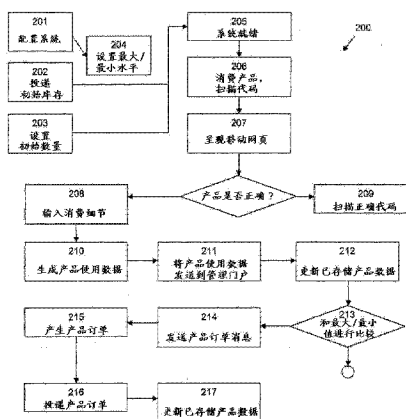 201
配置系统
204
设置最大/
最小水平
202
投递
初始库存
203
设置
初始数量
205
系统就绪
200
206
消费产品,
扫描代码
207
呈现移动网页
产品是否正确?
208
输入消费细节
209
扫描正确代码
210
生成产品使用数据
211
将产品使用数据
发送到管理门户
212
更新已存储产品数据
213
和最大/最小
值进行比较
214
发送产品订单消息
215
产生产品订单
216
投递产品订单
217
更新已存储产品数据